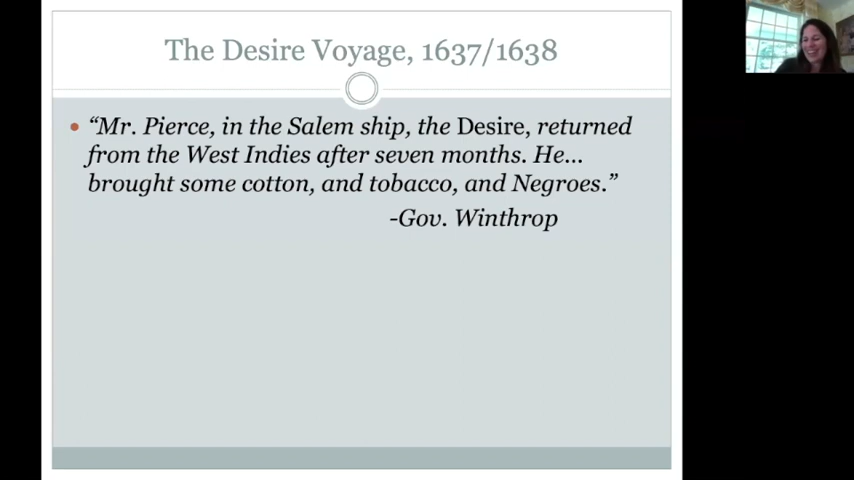 The Desire Voyage, 1637/1638
• “Mr. Pierce, in the Salem ship, the Desire, returned
from the West Indies after seven months. He...
brought some cotton, and tobacco, and Negroes.”
-Gov. Winthrop